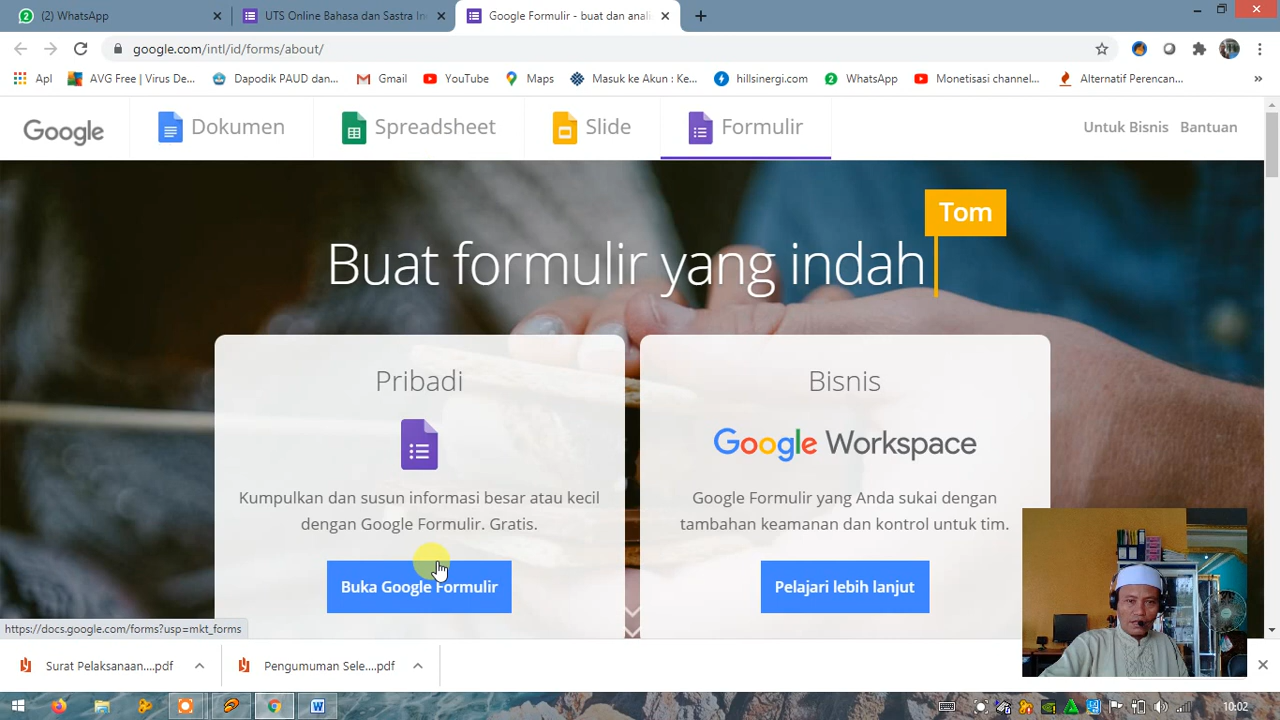 (2) WhatsApp
UTS Online Bahasa dan Sastra In
Google Formulir - buat dan anali
google.com/intl/id/forms/about/
Apl
AVG Free | Virus De...
Dapodik PAUD dan...
Gmail
YouTube
Maps
Masuk ke Akun : Ke...
hillsinergi.com
WhatsApp
Monetisasi channel...
Alternatif Perencan...
»
Google
Dokumen
Spreadsheet
Slide
Formulir
Untuk Bisnis
Bantuan
Tom
Buat formulir yang indah
Pribadi
Kumpulkan dan susun informasi besar atau kecil
dengan Google Formulir. Gratis.
Buka Google Formulir
Bisnis
Google Workspace
Google Formulir yang Anda sukai dengan
tambahan keamanan dan kontrol untuk tim.
Pelajari lebih lanjut
https://docs.google.com/forms?usp=mkt_forms
Surat Pelaksanaan....pdf
Pengumuman Sele....pdf
10:02